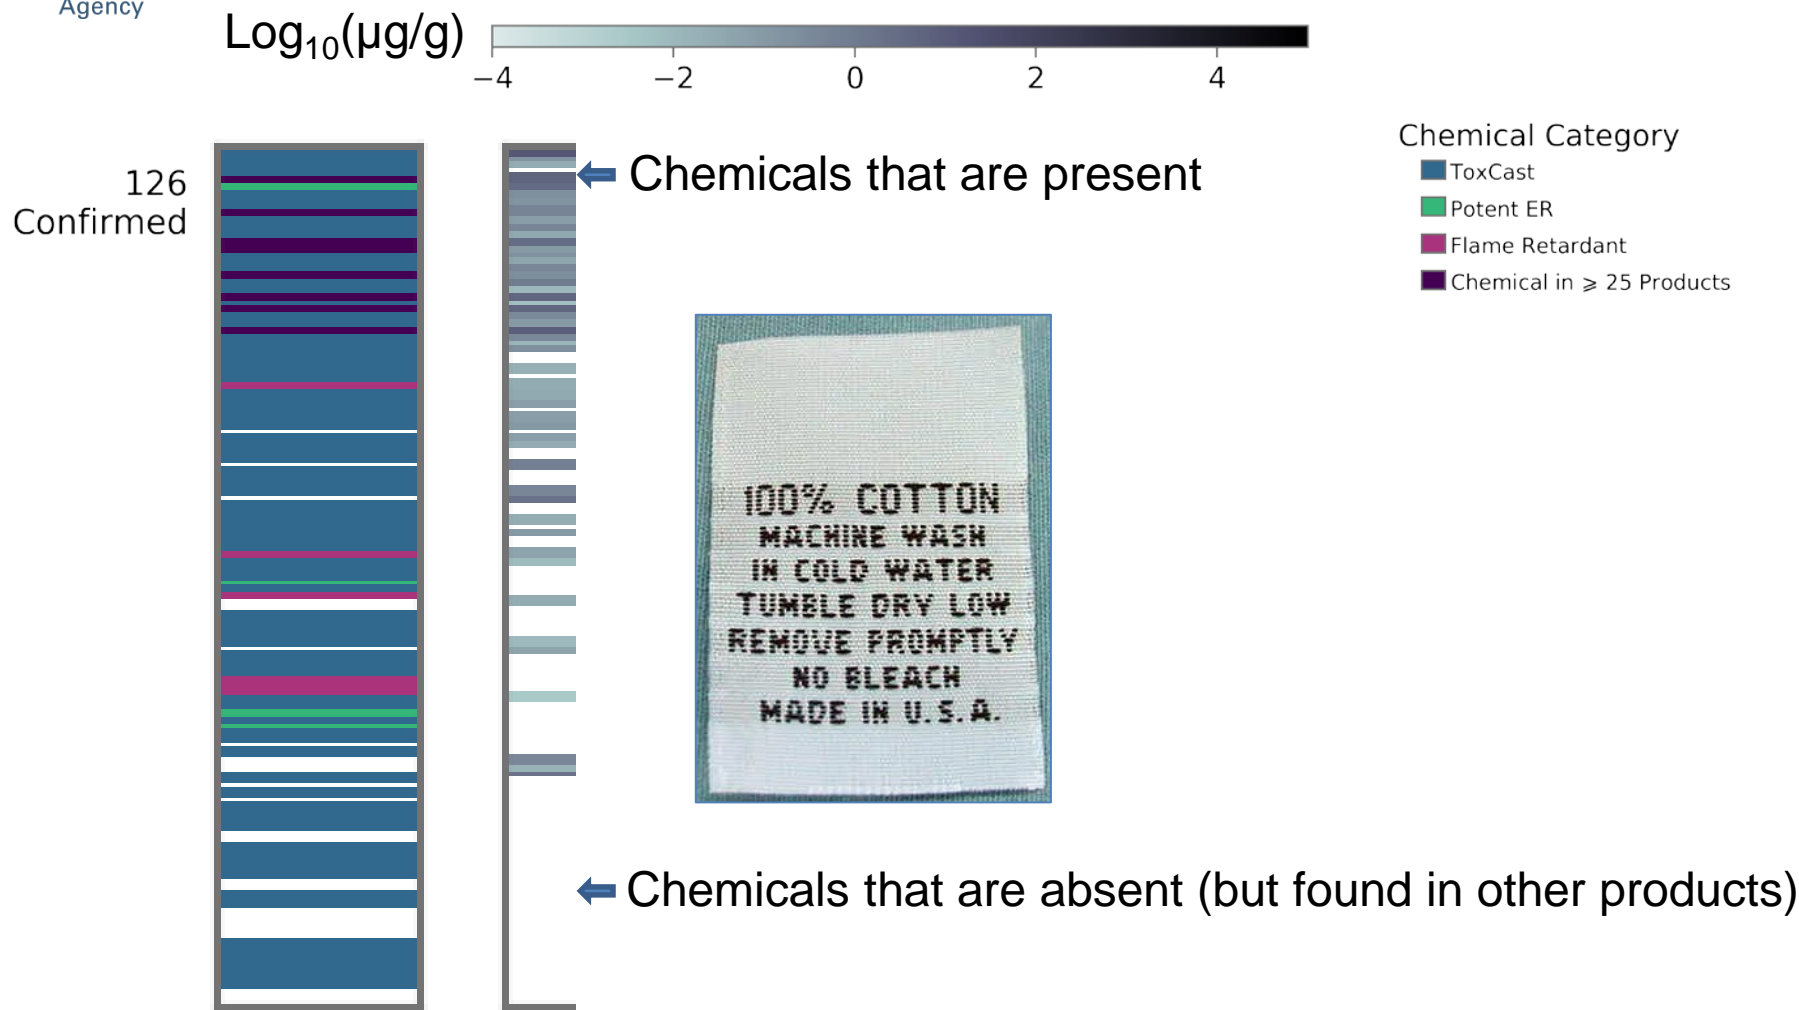 Agency
Log10(µg/g)
−4 −2 0 2 4
126
Confirmed
Chemicals that are present
Chemical Category
ToxCast
Potent ER
Flame Retardant
Chemical in ⩾ 25 Products
100% COTTON
MACHINE WASH
IN COLD WATER
TUMBLE DRY LOW
REMOVE PROMPTLY
NO BLEACH
MADE IN U.S.A.
Chemicals that are absent (but found in other products)